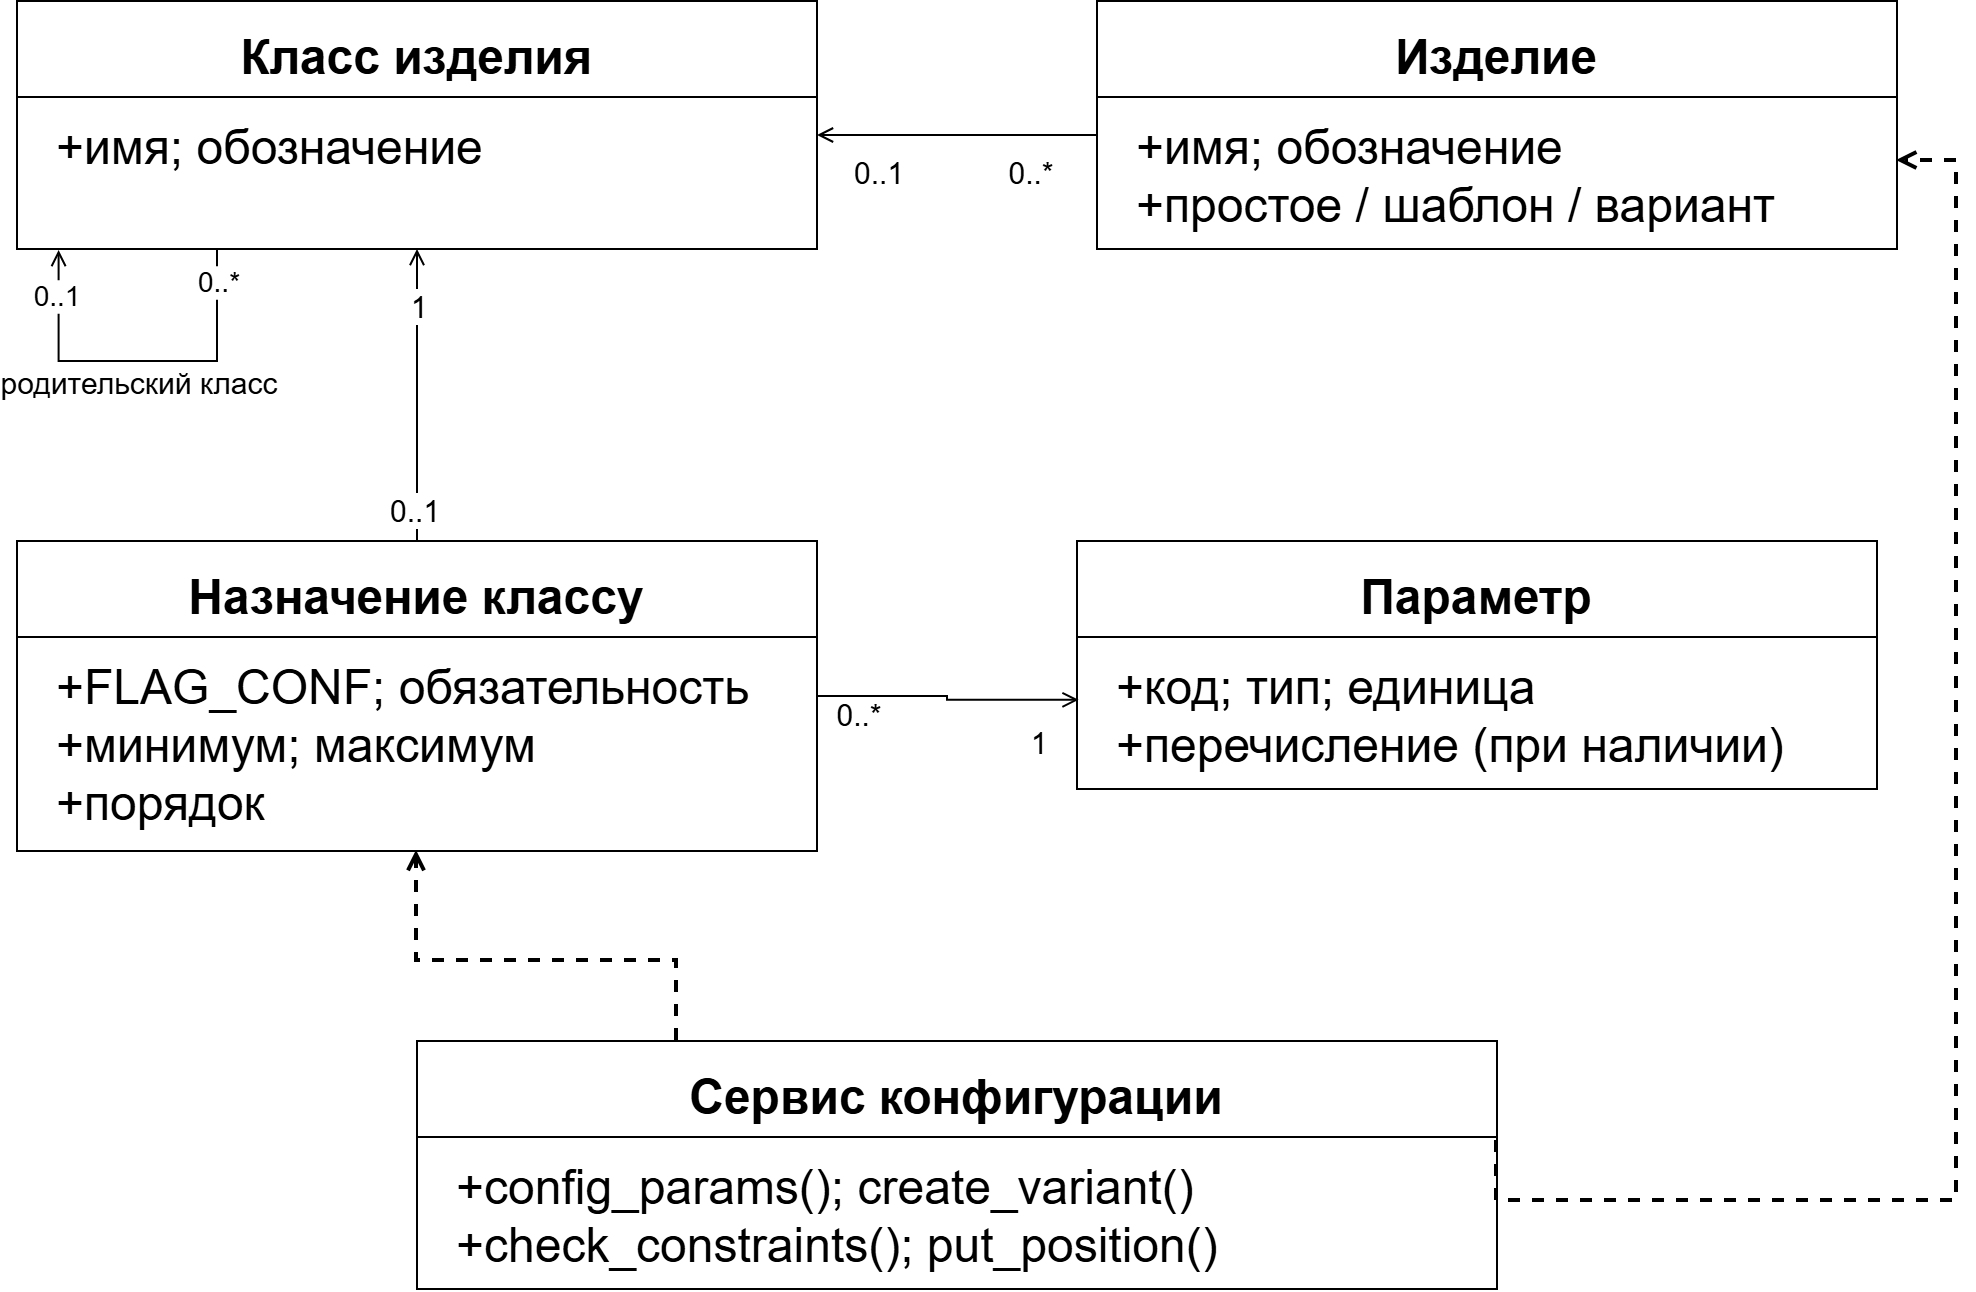 Класс изделия
+имя; обозначение
Изделие
+имя; обозначение
+простое / шаблон / вариант
0..1
0..*
0..1
0..*
родительский класс
1
0..1
Назначение классу
+FLAG_CONF; обязательность
+минимум; максимум
+порядок
0..*
1
Параметр
+код; тип; единица
+перечисление (при наличии)
Сервис конфигурации
+config_params(); create_variant()
+check_constraints(); put_position()